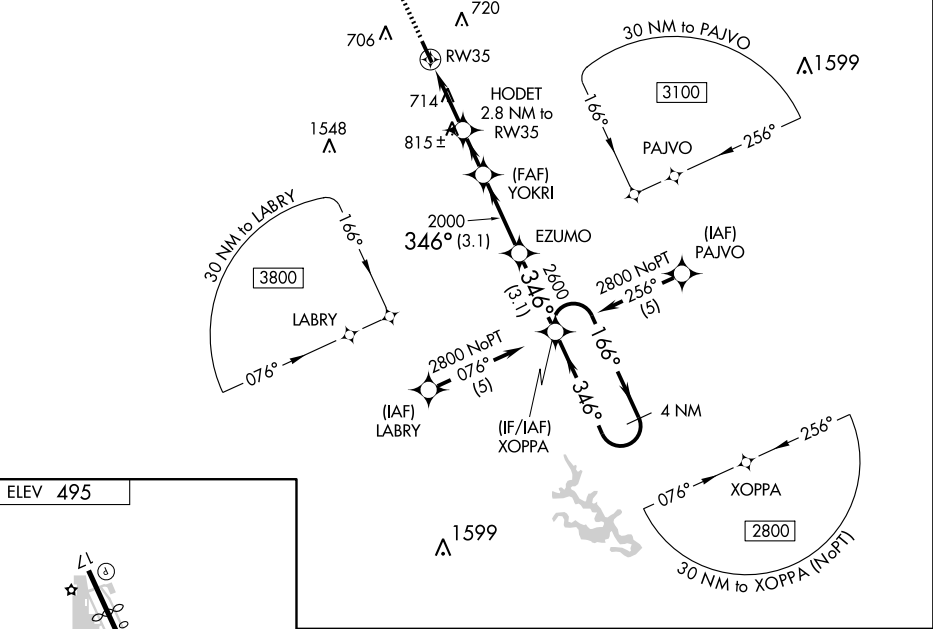 720
706
RW35
30 NM to PAJVO
1599
3100
166°
256°
PAJVO
714
HODET
2.8 NM to
RW35
815±
1548
(FAF)
YOKRI
2000
346° (3.1)
EZUMO
30 NM to LABRY
166°
3800
LABRY
076°
(IAF)
PAJVO
2800 NoPT
256°
(5)
2600
346°
(3.1)
2800 NoPT
076°
(5)
(IAF)
LABRY
166°
346°
4 NM
(IF/IAF)
XOPPA
256°
076°
XOPPA
2800
30 NM to XOPPA (NoPT)
1599
ELEV 495
17
P